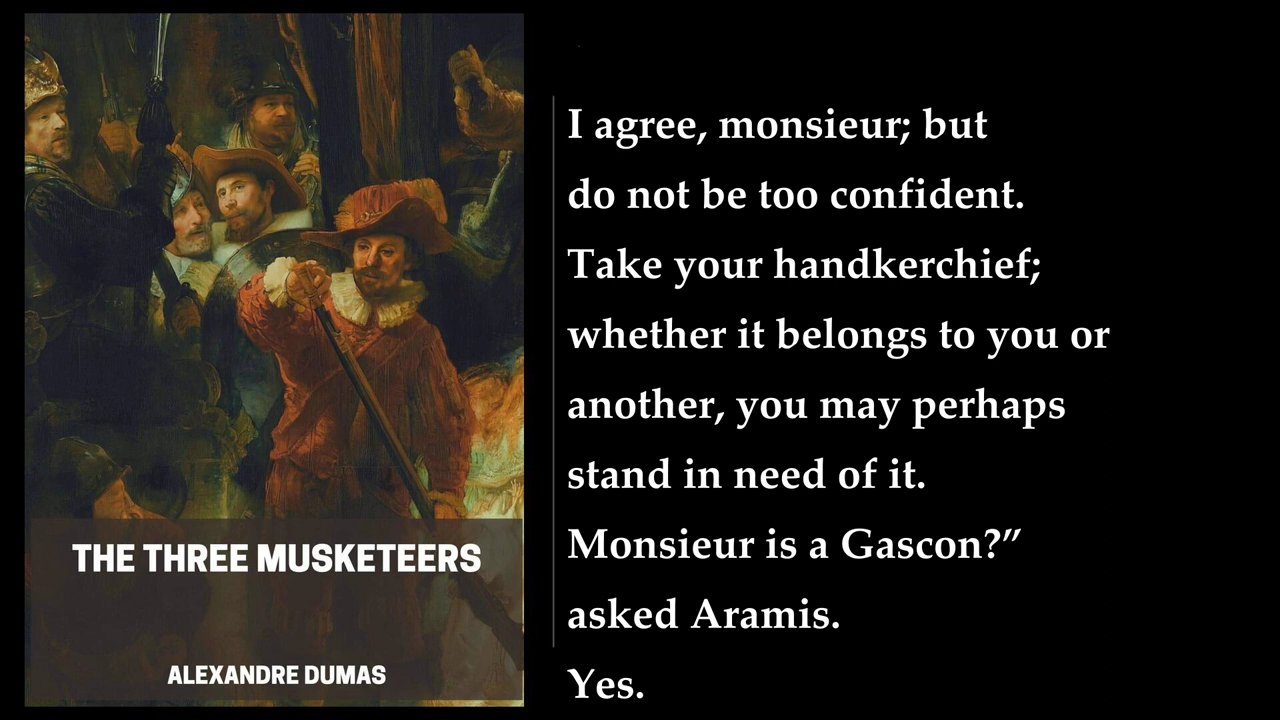 THE THREE MUSKETEERS
ALEXANDRE DUMAS
I agree, monsieur; but
do not be too confident.
Take your handkerchief;
whether it belongs to you or
another, you may perhaps
stand in need of it.
Monsieur is a Gascon?”
asked Aramis.
Yes.